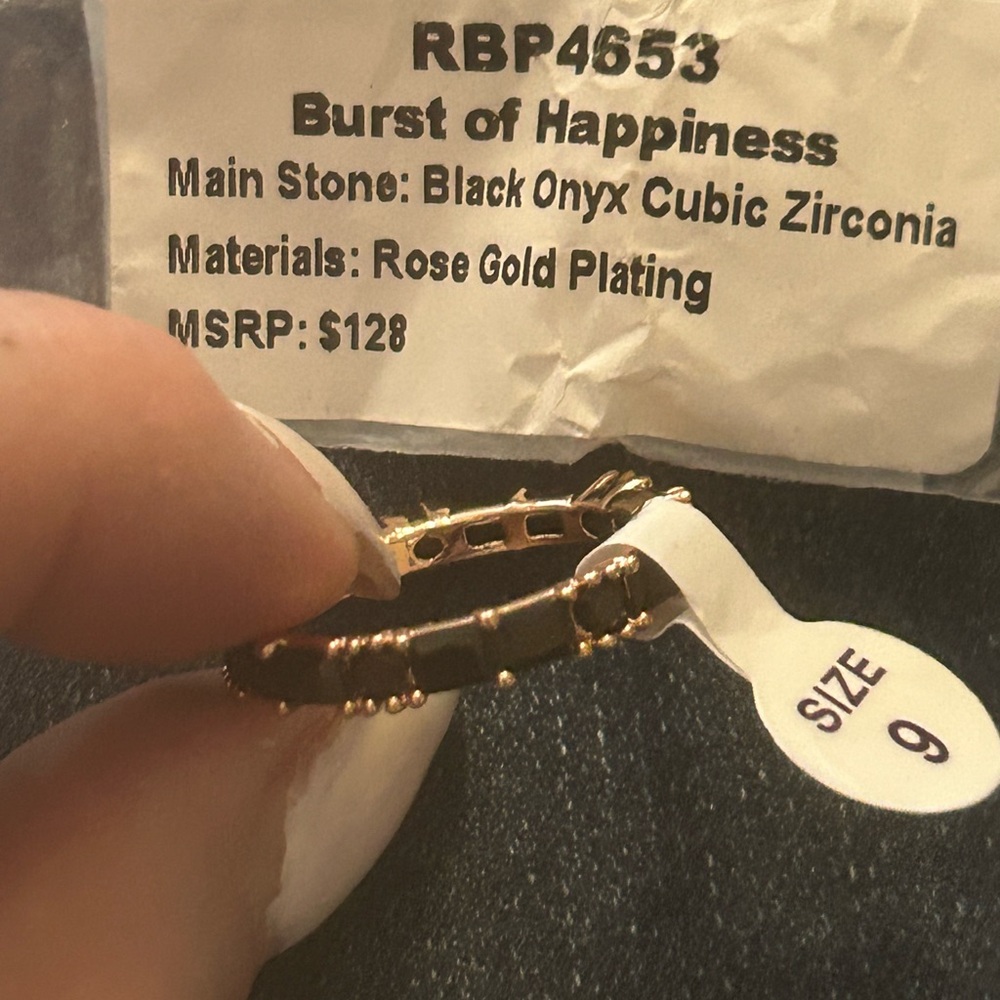 RBP4653
Burst of Happiness
Main Stone: Black Onyx Cubic Zirconia
Materials: Rose Gold Plating
MSRP: $128
SIZE
9